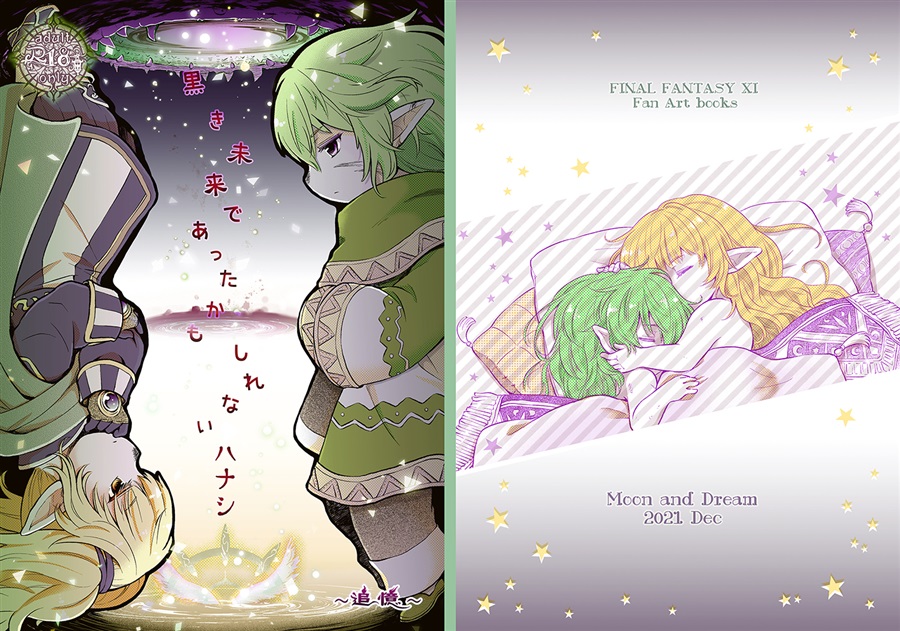 adult
R18
only
黒き未来であったかも
しれないハナシ
～追憶1～
FINAL FANTASY XI
Fan Art books
Moon and Dream
2021. Dec